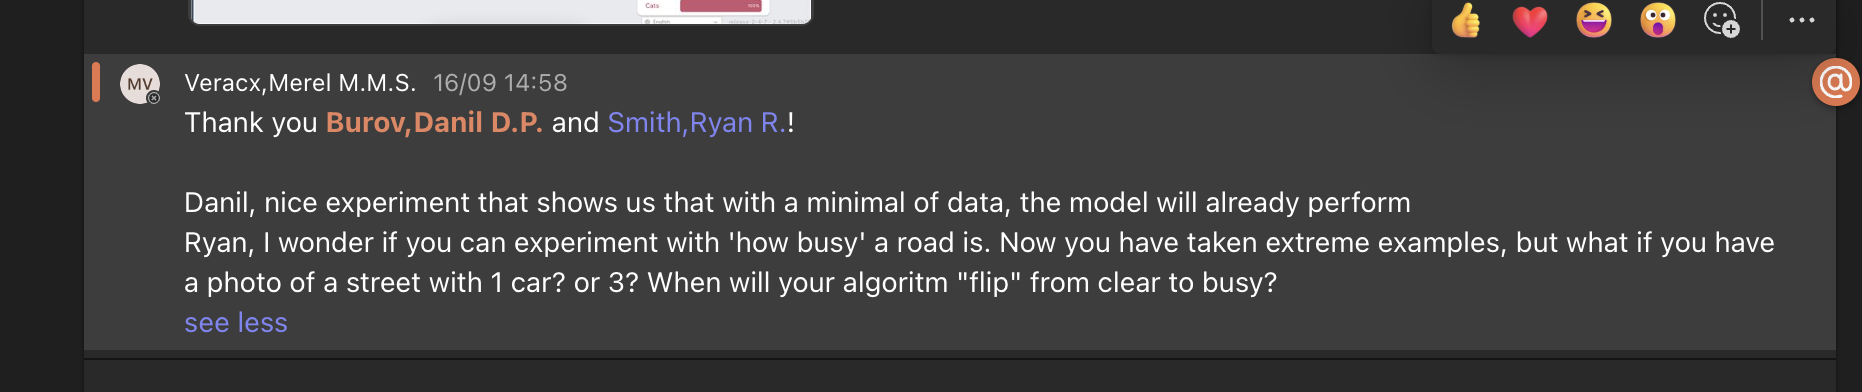 Cats
English
MV
Veracx,Merel M.M.S. 16/09 14:58
Thank you Burov,Danil D.P. and Smith,Ryan R.!
Danil, nice experiment that shows us that with a minimal of data, the model will already perform
Ryan, I wonder if you can experiment with 'how busy' a road is. Now you have taken extreme examples, but what if you have
a photo of a street with 1 car? or 3? When will your algoritm "flip" from clear to busy?
see less